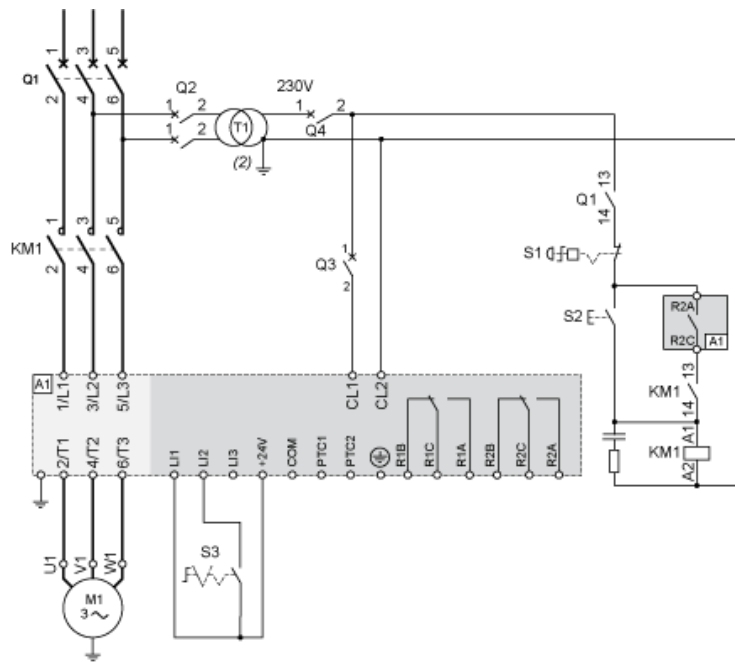 1 3 5
Q1
2 4 6
Q2
1 2
1 2
T1
(2)
230V
1 2
Q4
13
Q1
14
1 3 5
KM1
2 4 6
1
Q3
2
S1
S2
R2A
R2C
A1
13
KM1
14
A1
KM1
A2
A1
1/L1 3/L2 5/L3
CL1 CL2
2/T1 4/T2 6/T3
LI1 LI2 LI3 +24V COM PTC1 PTC2 R1B R1C R1A R2B R2C R2A
S3
U1 V1 W1
M1
3